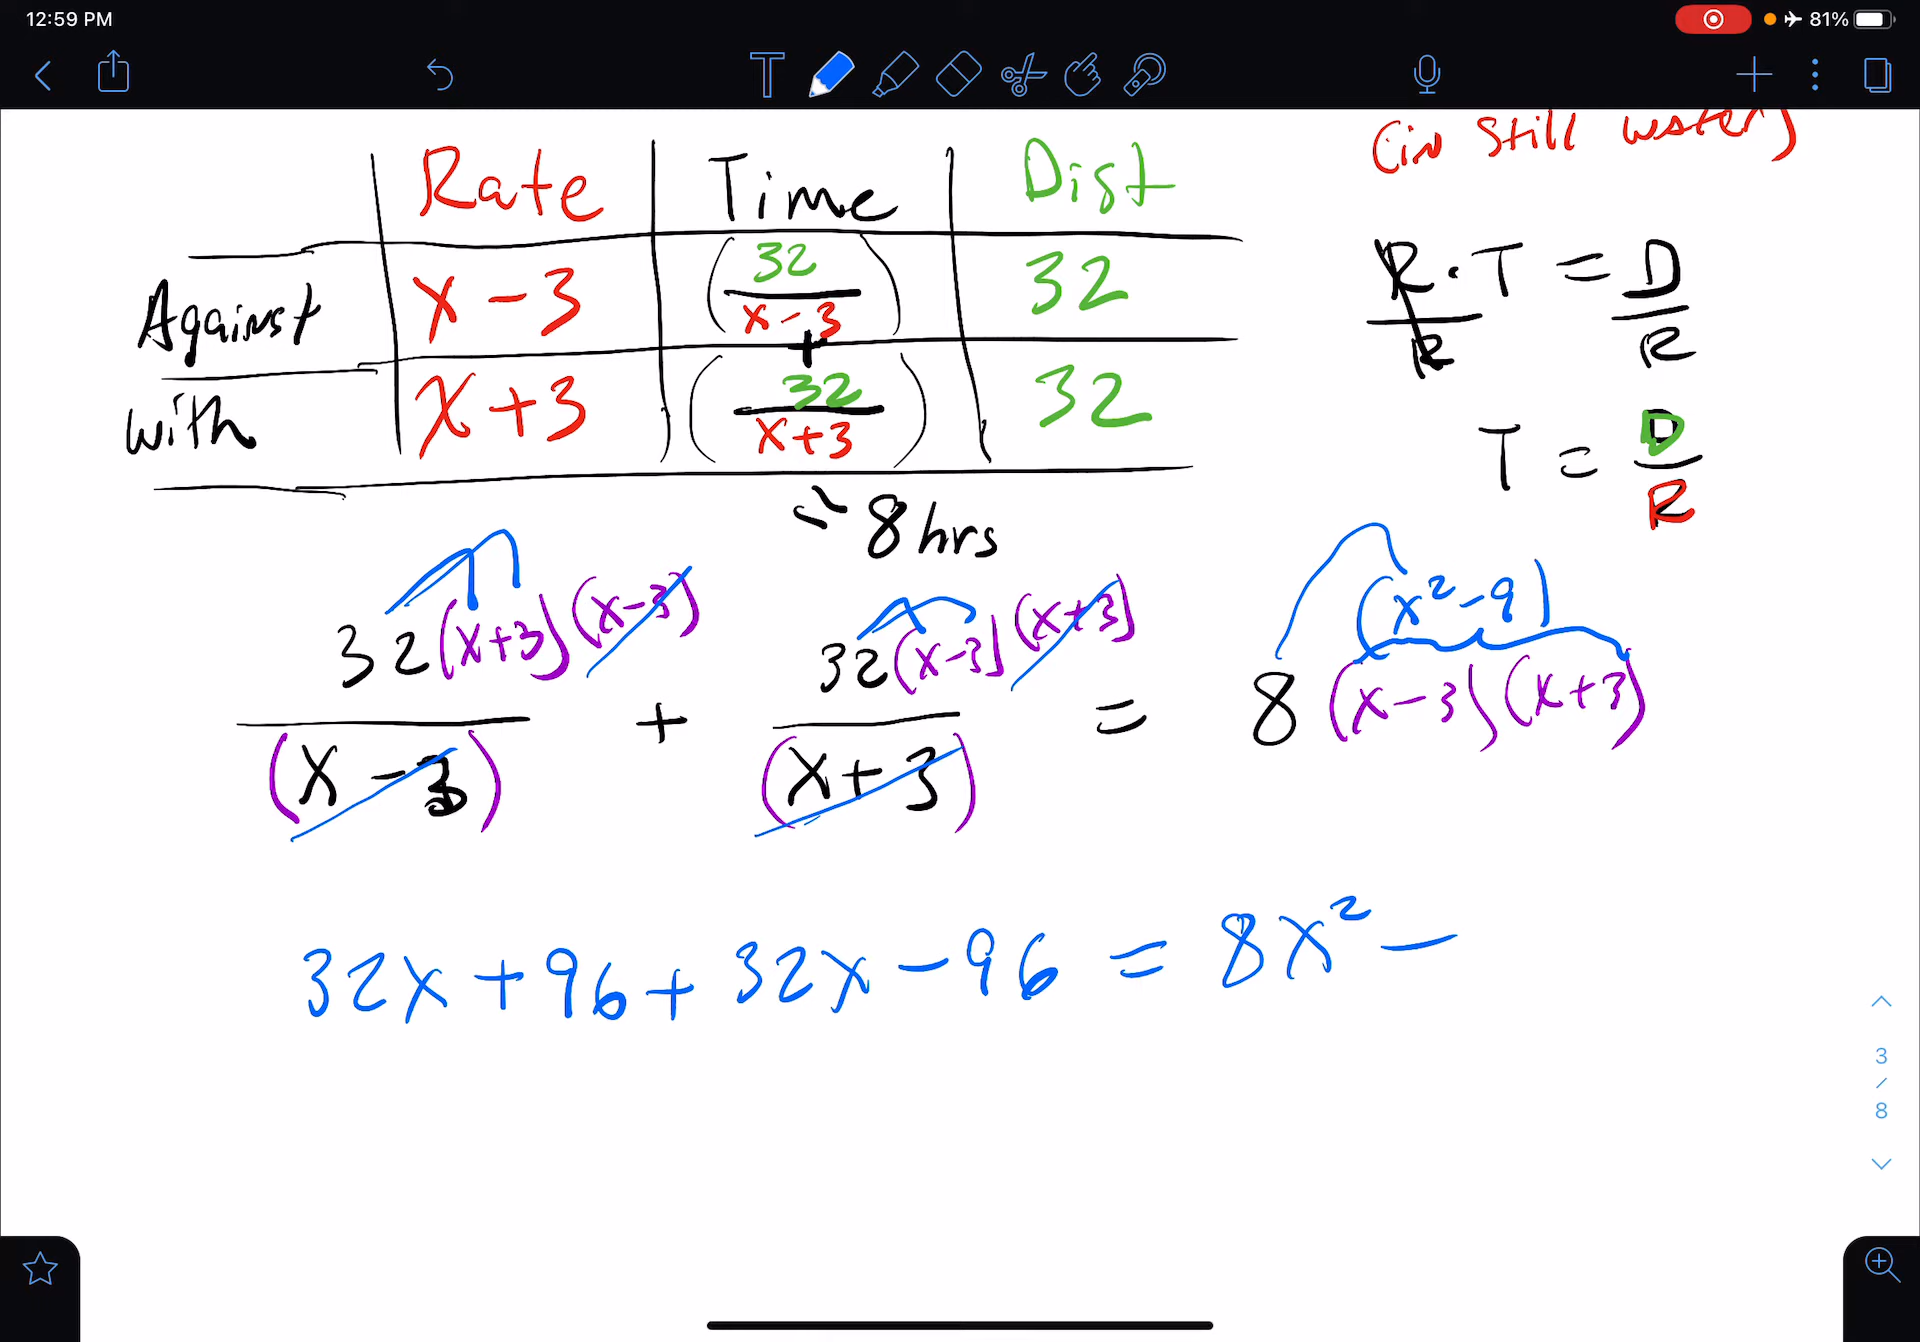 12:59 PM
81%
(in still water)
Rate Time Dist
Against x - 3 (32/(x - 3)) 32
+
with x + 3 (32/(x + 3)) 32
= 8 hrs
R · T = D
R R
T = D/R
32(x+3)(x-3)/(x - 3) + 32(x-3)(x+3)/(x + 3) = 8(x-3)(x+3)
(x² - 9)
32x + 96 + 32x - 96 = 8x² -
3
/
8